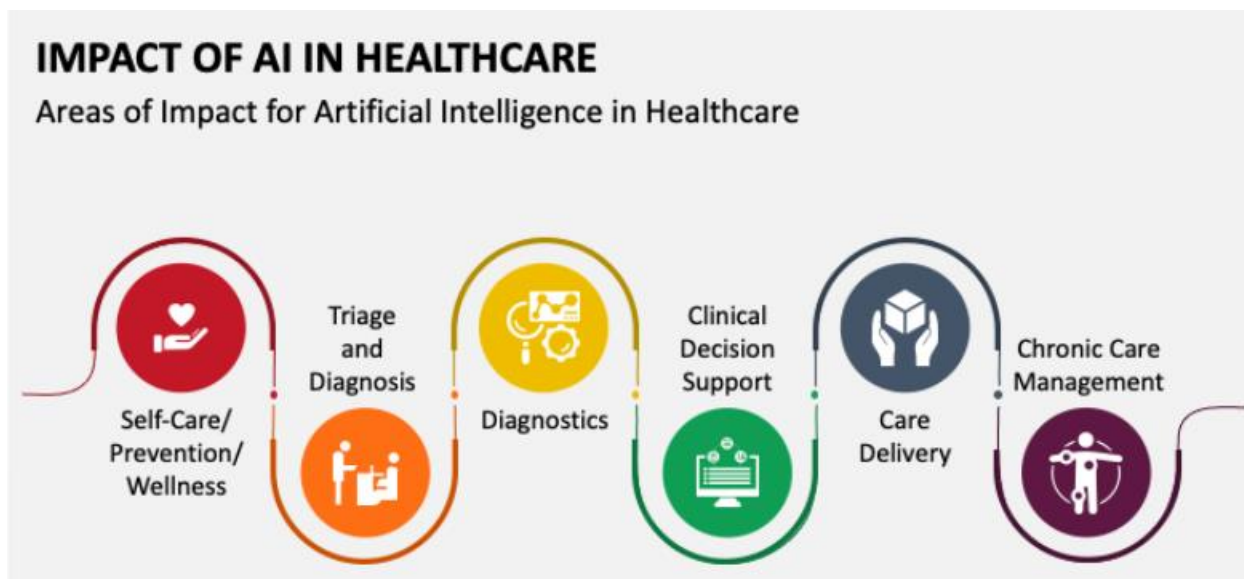 IMPACT OF AI IN HEALTHCARE
Areas of Impact for Artificial Intelligence in Healthcare
Self-Care/
Prevention/
Wellness
Triage
and
Diagnosis
Diagnostics
Clinical
Decision
Support
Care
Delivery
Chronic Care
Management